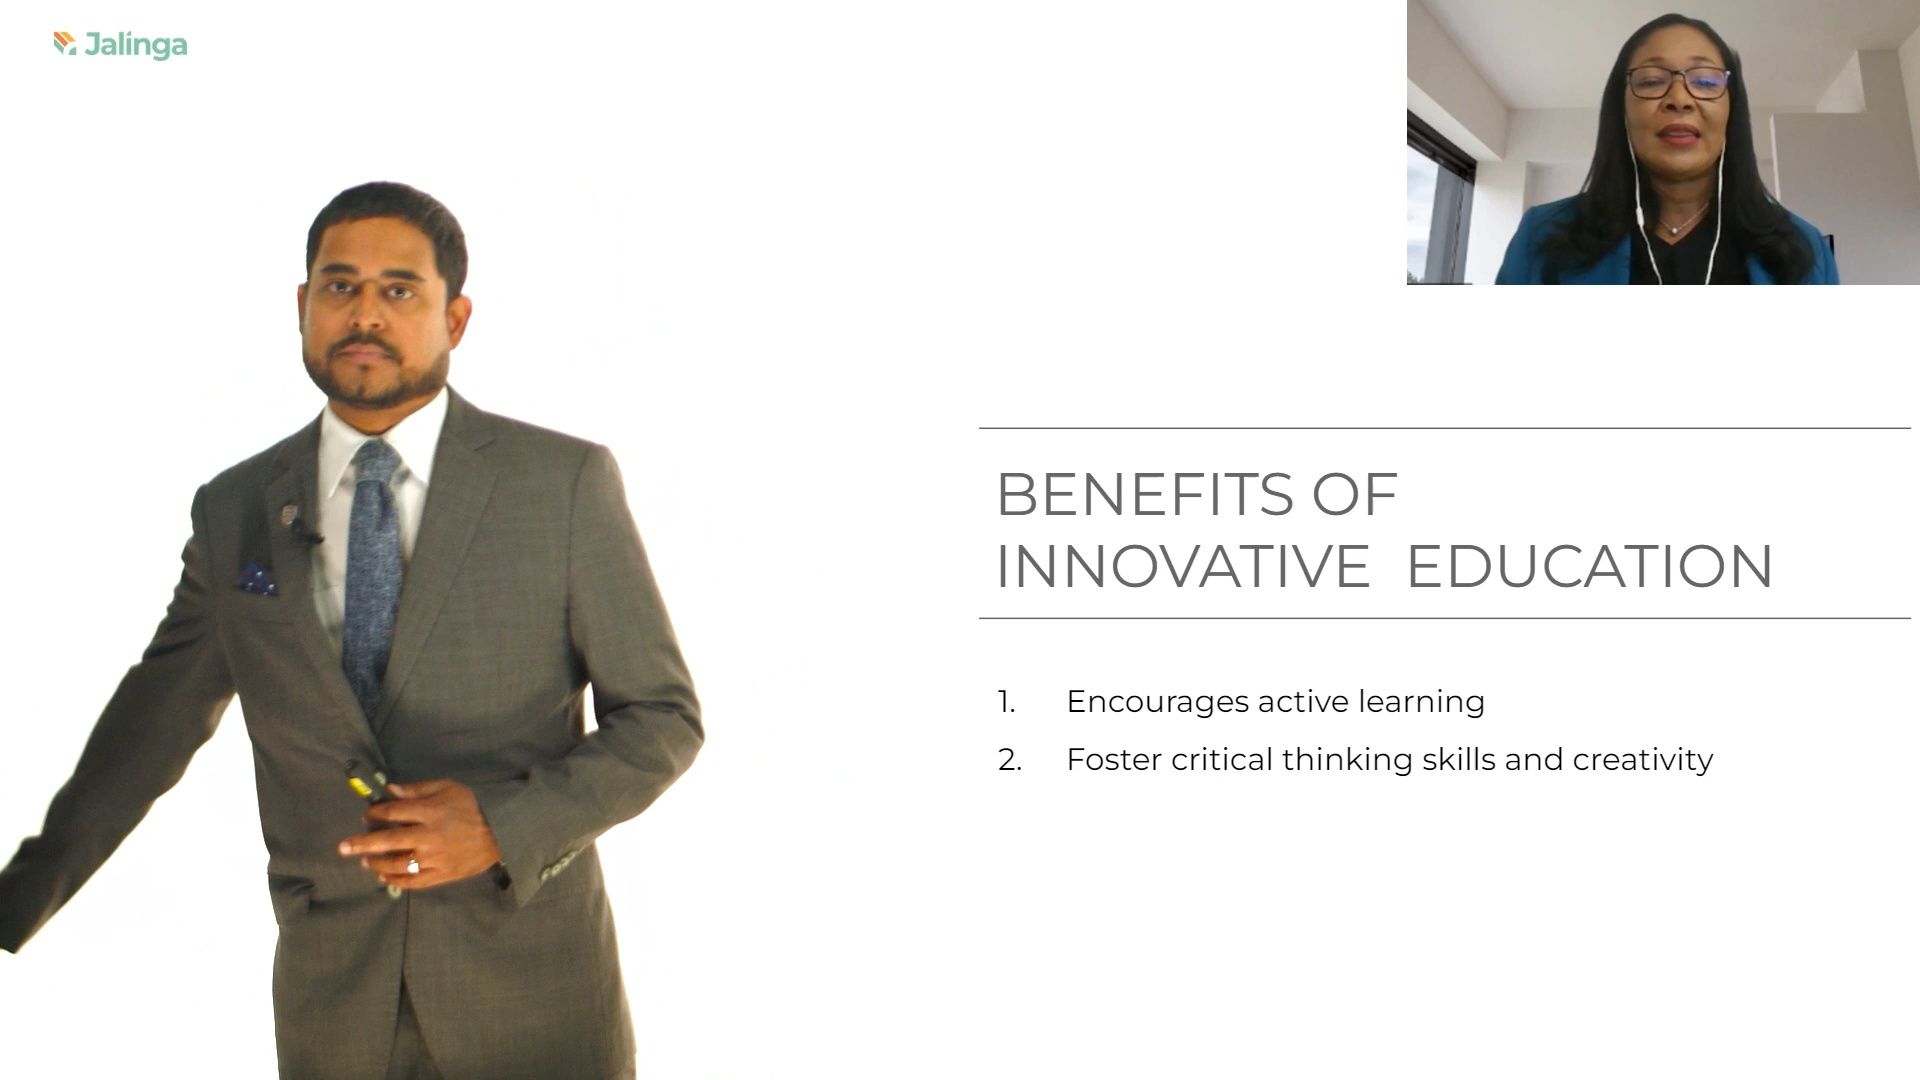 Jalinga
BENEFITS OF
INNOVATIVE EDUCATION
1. Encourages active learning
2. Foster critical thinking skills and creativity